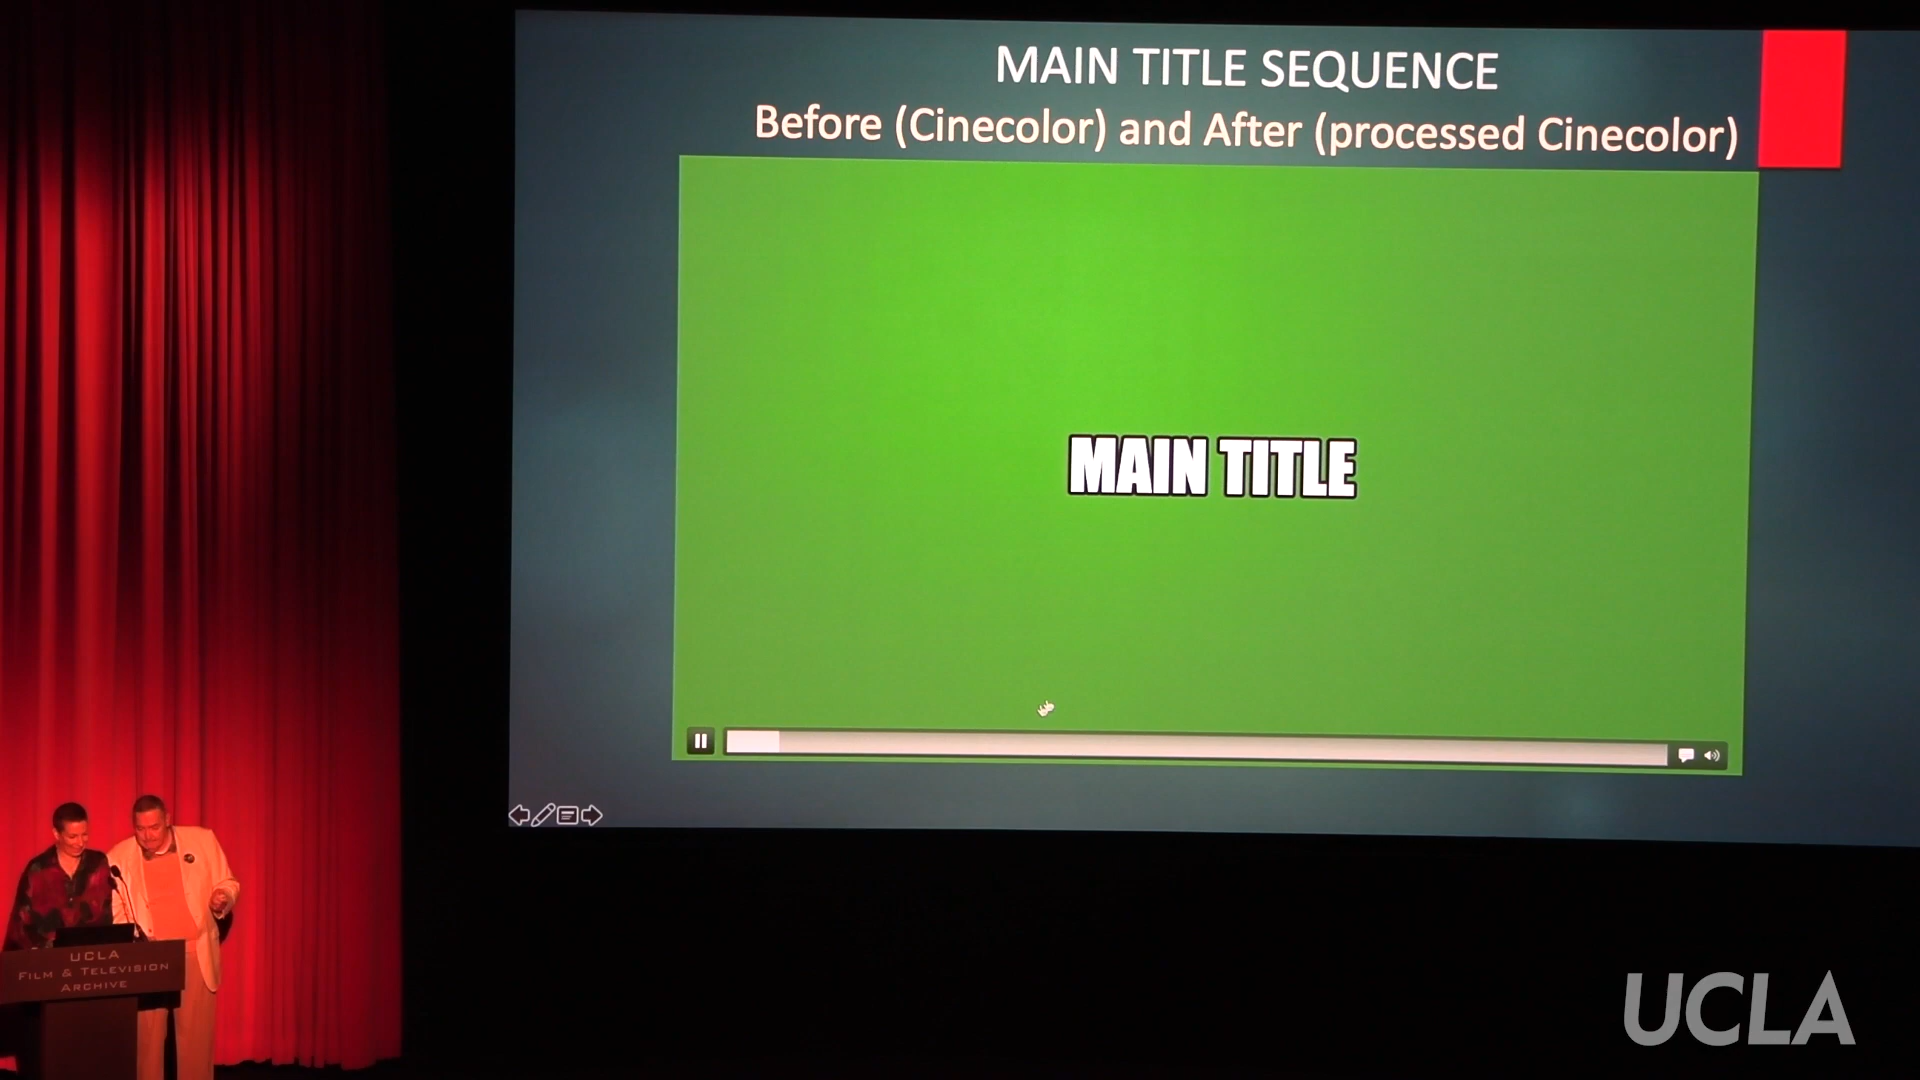 MAIN TITLE SEQUENCE
Before (Cinecolor) and After (processed Cinecolor)
MAIN TITLE
UCLA
FILM & TELEVISION
ARCHIVE
UCLA